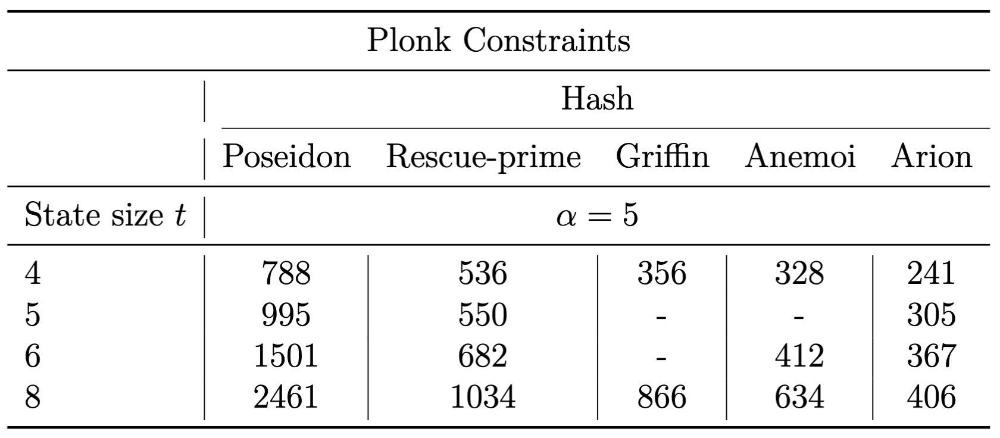 Plonk Constraints
Hash
Poseidon Rescue-prime Griffin Anemoi Arion
State size t α = 5
4 788 536 356 328 241
5 995 550 - - 305
6 1501 682 - 412 367
8 2461 1034 866 634 406